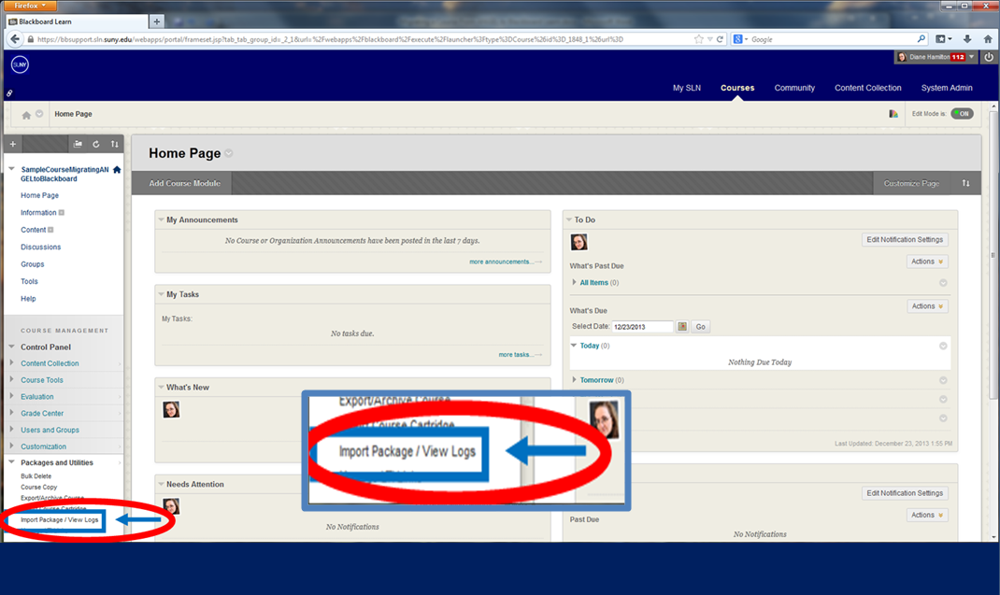 Firefox
Blackboard Learn
https://bbsupport.sln.suny.edu/webapps/portal/frameset.jsp?tab_tab_group_id=_2_1&url=%2Fwebapps%2Fblackboard%2Fexecute%2Flauncher%3Ftype%3DCourse%26id%3D_1848_1%26url%3D
Google
SLNY
Diane Hamilton 112
My SLN Courses Community Content Collection System Admin
Home Page
Edit Mode is: ON
SampleCourseMigratingAN
GELtoBlackboard
Home Page
Information
Content
Discussions
Groups
Tools
Help
COURSE MANAGEMENT
Control Panel
Content Collection
Course Tools
Evaluation
Grade Center
Users and Groups
Customization
Packages and Utilities
Bulk Delete
Course Copy
Export/Archive Course
Course Cartridge
Import Package / View Logs
Home Page
Add Course Module
Customize Page
My Announcements
No Course or Organization Announcements have been posted in the last 7 days.
more announcements...
My Tasks
My Tasks:
No tasks due.
more tasks...
What's New
Needs Attention
No Notifications
Export/Archive Course
Course Cartridge
Import Package / View Logs
To Do
Edit Notification Settings
Actions
What's Past Due
All Items (0)
Actions
What's Due
Select Date: 12/23/2013 Go
Today (0)
Nothing Due Today
Tomorrow (0)
Last Updated: December 23, 2013 1:55 PM
Edit Notification Settings
Actions
Past Due
No Notifications